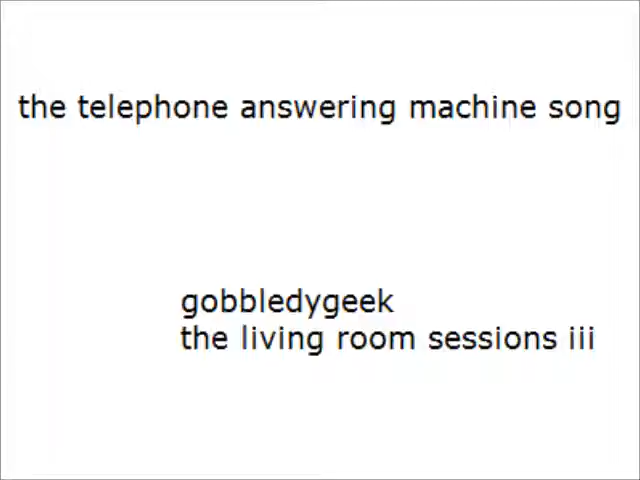 the telephone answering machine song
gobbledygeek
the living room sessions iii